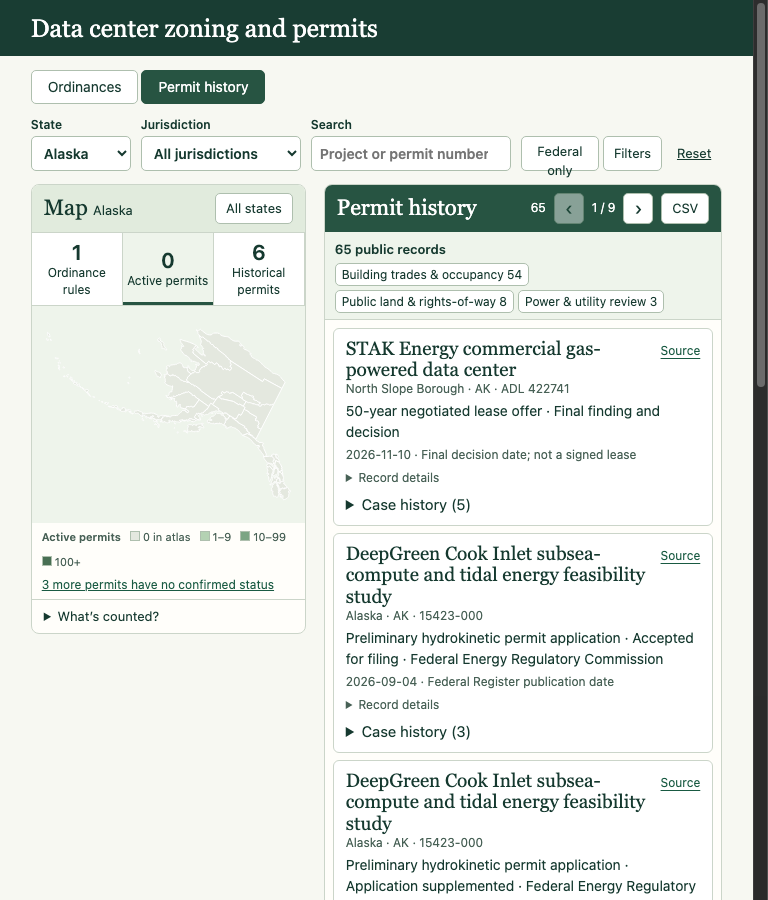 Data center zoning and permits
Ordinances
Permit history
State
Jurisdiction
Search
Alaska
All jurisdictions
Project or permit number
Federal only
Filters
Reset
Map Alaska
All states
1
Ordinance rules
0
Active permits
6
Historical permits
Active permits
0 in atlas
1–9
10–99
100+
3 more permits have no confirmed status
What's counted?
Permit history
65
‹
1 / 9
›
CSV
65 public records
Building trades & occupancy 54
Public land & rights-of-way 8
Power & utility review 3
STAK Energy commercial gas-
powered data center
Source
North Slope Borough · AK · ADL 422741
50-year negotiated lease offer · Final finding and
decision
2026-11-10 · Final decision date; not a signed lease
Record details
Case history (5)
DeepGreen Cook Inlet subsea-
compute and tidal energy feasibility
study
Source
Alaska · AK · 15423-000
Preliminary hydrokinetic permit application · Accepted
for filing · Federal Energy Regulatory Commission
2026-09-04 · Federal Register publication date
Record details
Case history (3)
DeepGreen Cook Inlet subsea-
compute and tidal energy feasibility
study
Source
Alaska · AK · 15423-000
Preliminary hydrokinetic permit application ·
Application supplemented · Federal Energy Regulatory